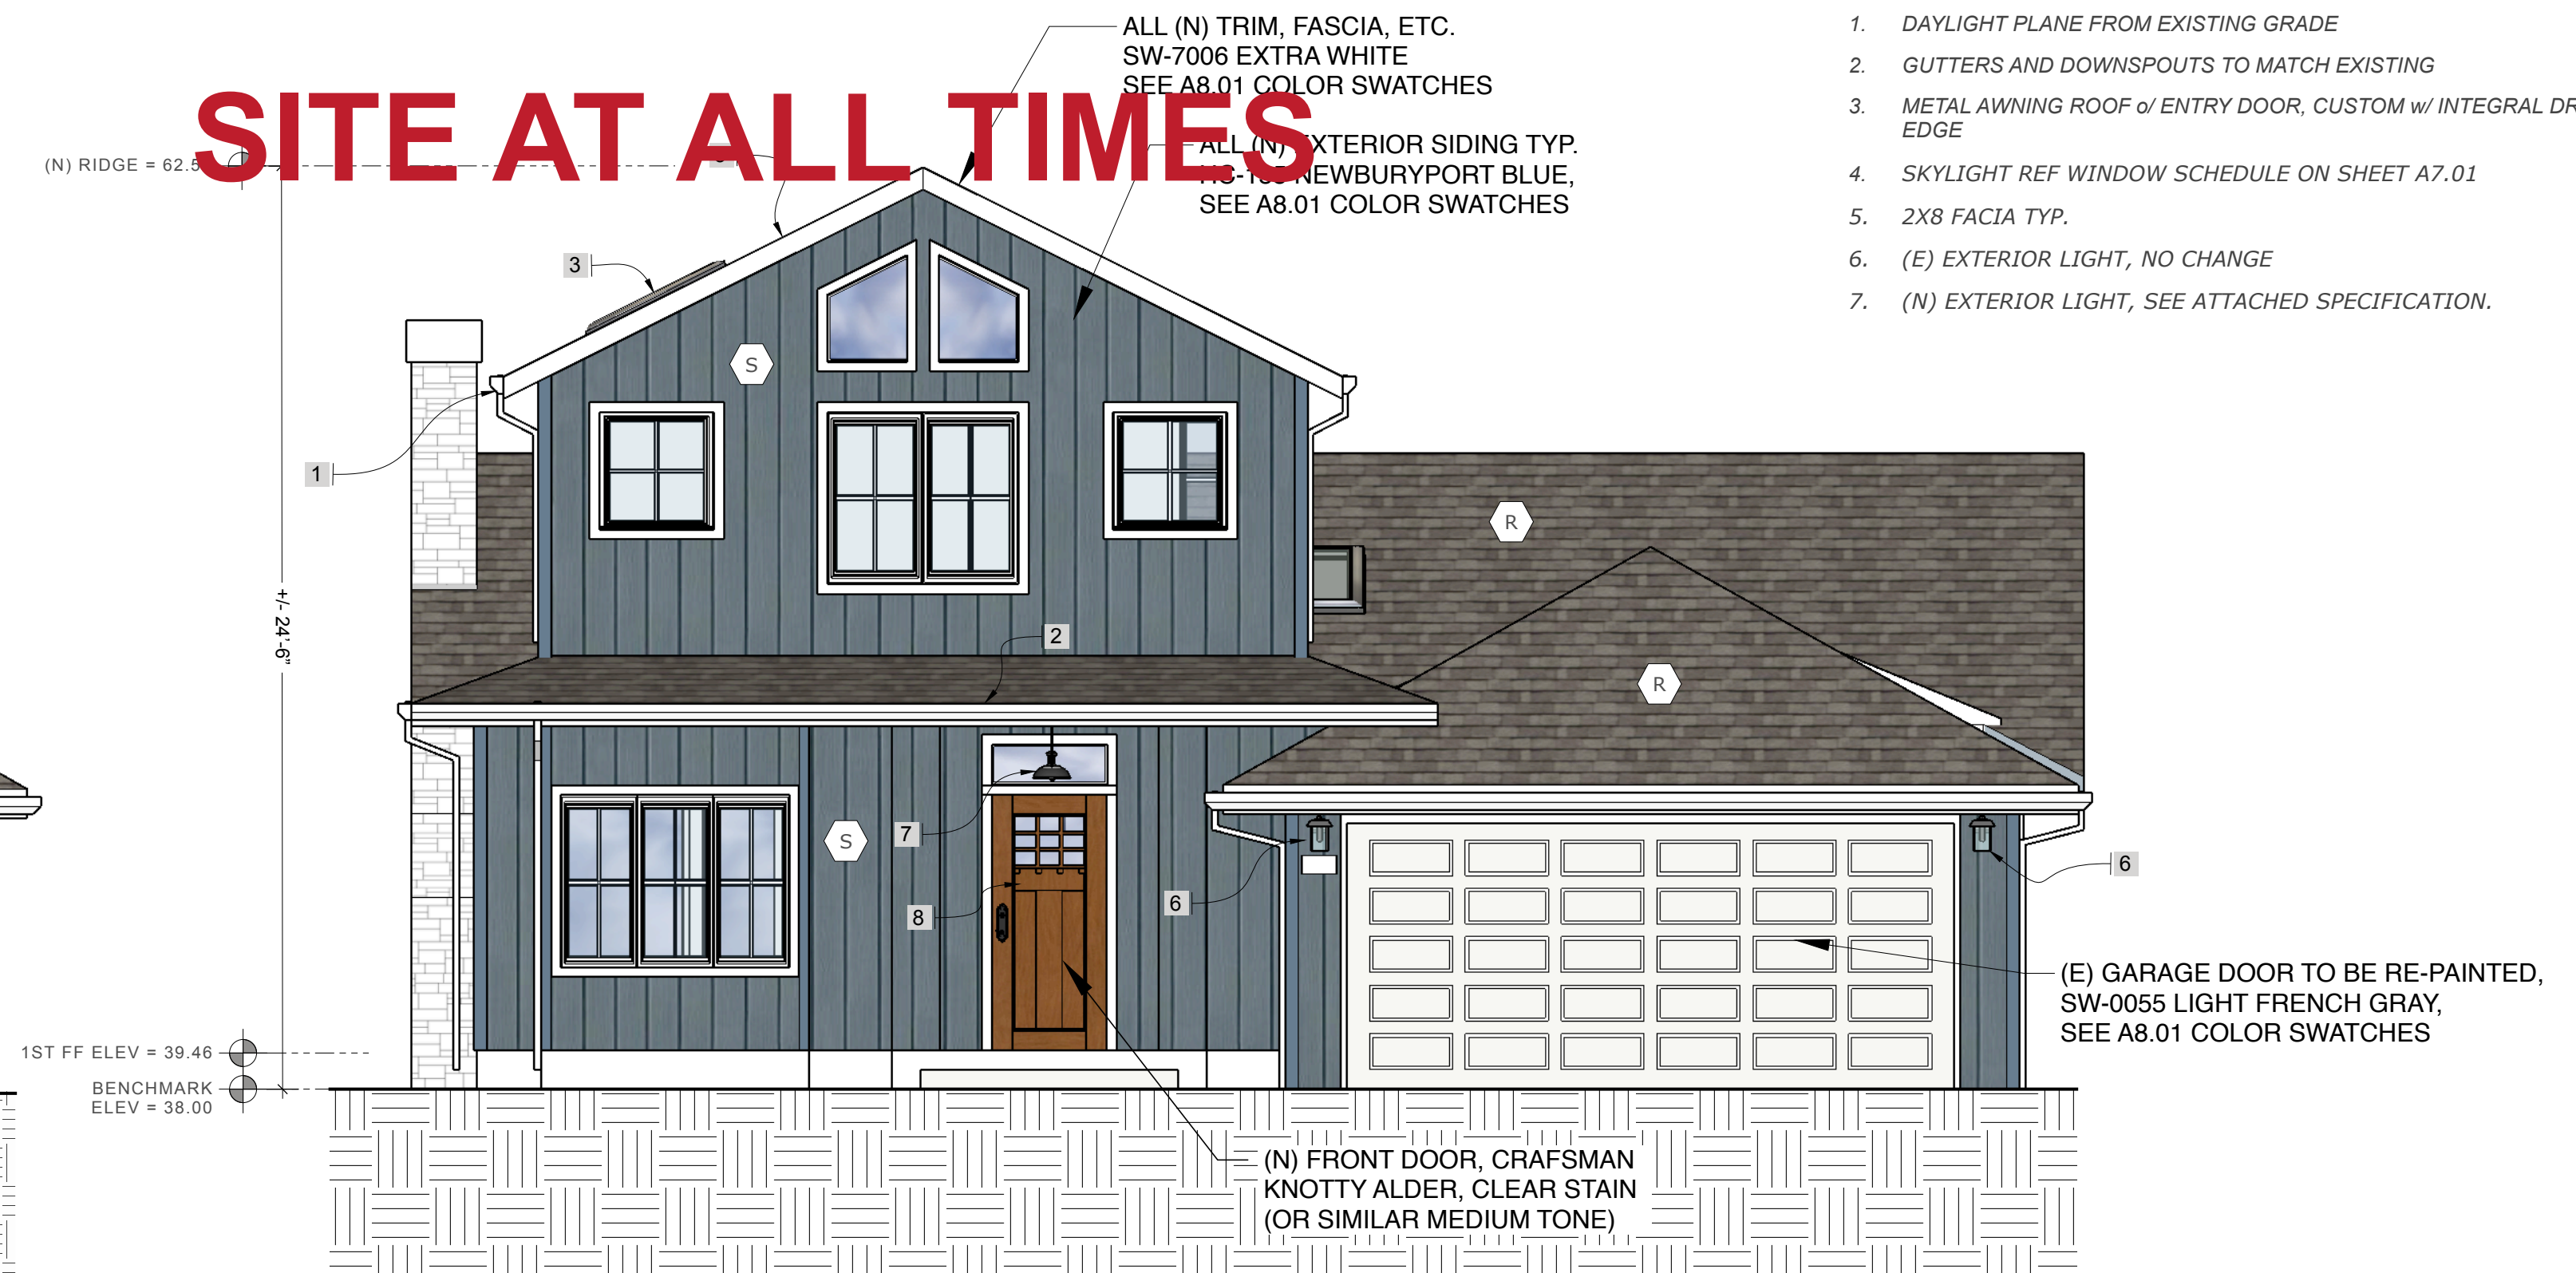 ALL (N) TRIM, FASCIA, ETC.
SW-7006 EXTRA WHITE
SEE A8.01 COLOR SWATCHES
SITE AT ALL TIMES
ALL (N) EXTERIOR SIDING TYP.
NEWBURYPORT BLUE,
SEE A8.01 COLOR SWATCHES
1. DAYLIGHT PLANE FROM EXISTING GRADE
2. GUTTERS AND DOWNSPOUTS TO MATCH EXISTING
3. METAL AWNING ROOF o/ ENTRY DOOR, CUSTOM w/ INTEGRAL
EDGE
4. SKYLIGHT REF WINDOW SCHEDULE ON SHEET A7.01
5. 2X8 FACIA TYP.
6. (E) EXTERIOR LIGHT, NO CHANGE
7. (N) EXTERIOR LIGHT, SEE ATTACHED SPECIFICATION.
(N) RIDGE = 62.5
3
S
1
R
+/- 24'-6"
2
R
7
S
8
6
6
(E) GARAGE DOOR TO BE RE-PAINTED,
SW-0055 LIGHT FRENCH GRAY,
SEE A8.01 COLOR SWATCHES
1ST FF ELEV = 39.46
BENCHMARK
ELEV = 38.00
(N) FRONT DOOR, CRAFSMAN
KNOTTY ALDER, CLEAR STAIN
(OR SIMILAR MEDIUM TONE)